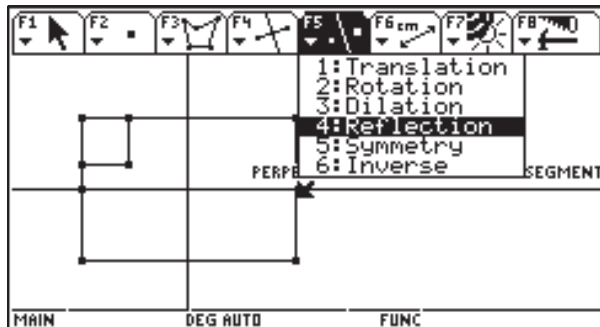 F1 F2 F3 F4 F5 F6 cm F7 F8
1:Translation
2:Rotation
3:Dilation
4:Reflection
5:Symmetry
6:Inverse
PERPE SEGMENT
MAIN DEG AUTO FUNC